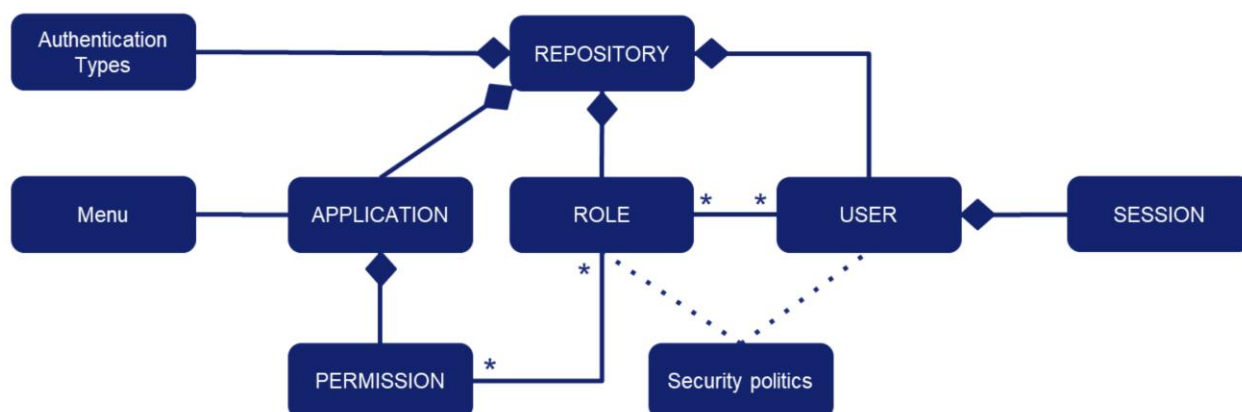 Authentication
Types
REPOSITORY
Menu
APPLICATION
ROLE
*
*
USER
SESSION
*
PERMISSION
*
Security politics